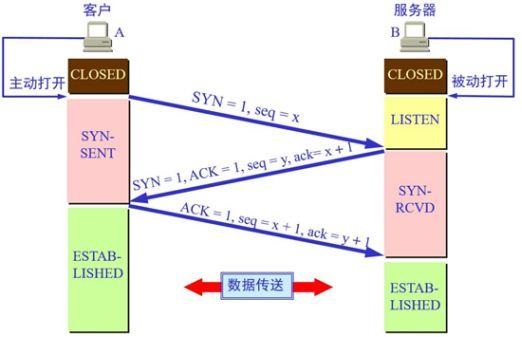 客户
服务器
A
B
主动打开
CLOSED
CLOSED
被动打开
SYN = 1, seq = x
LISTEN
SYN-
SENT
SYN = 1, ACK = 1, seq = y, ack= x + 1
SYN-
RCVD
ACK = 1, seq = x + 1, ack = y + 1
ESTAB-
LISHED
数据传送
ESTAB-
LISHED